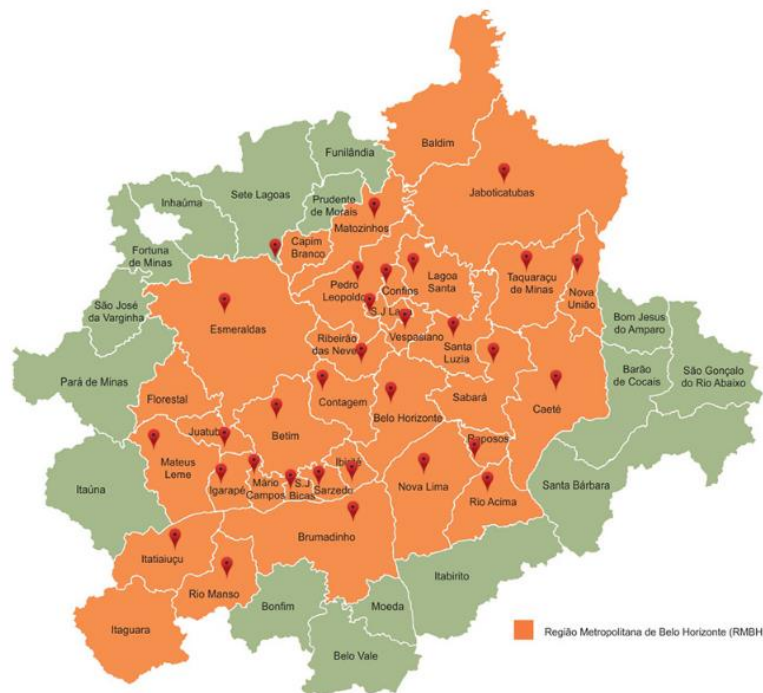 Baldim
Funilândia
Sete Lagoas
Jaboticatubas
Inhaúma
Prudente
de Morais
Matozinhos
Capim
Branco
Fortuna
de Minas
Pedro
Leopoldo
Confins
Lagoa
Santa
Taquaraçu
de Minas
Nova
União
São José
da Varginha
Esmeraldas
S.J
Vespasiano
Bom Jesus
do Amparo
Ribeirão
das Neve
Santa
Luzia
Pará de Minas
Barão
de Cocais
São Gonçalo
do Rio Abaixo
Florestal
Contagem
Belo Horizonte
Sabará
Caeté
Betim
Juatuba
Raposos
Mateus
Leme
Igarapé
Mário
Campos
S.J
Bicas
Sarzedo
Ibirité
Nova Lima
Rio Acima
Itaúna
Santa Bárbara
Brumadinho
Itatiaiuçu
Rio Manso
Itabirito
Bonfim
Moeda
Itaguara
Belo Vale
Região Metropolitana de Belo Horizonte (RMBH